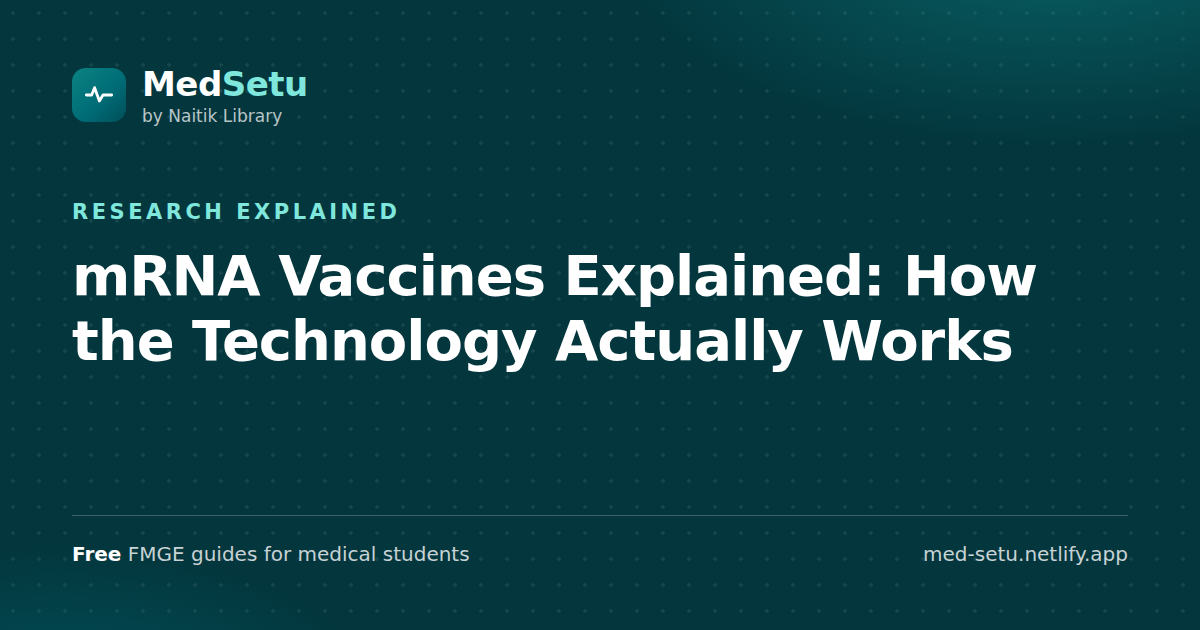 MedSetu
by Naitik Library
RESEARCH EXPLAINED
mRNA Vaccines Explained: How
the Technology Actually Works
Free FMGE guides for medical students
med-setu.netlify.app